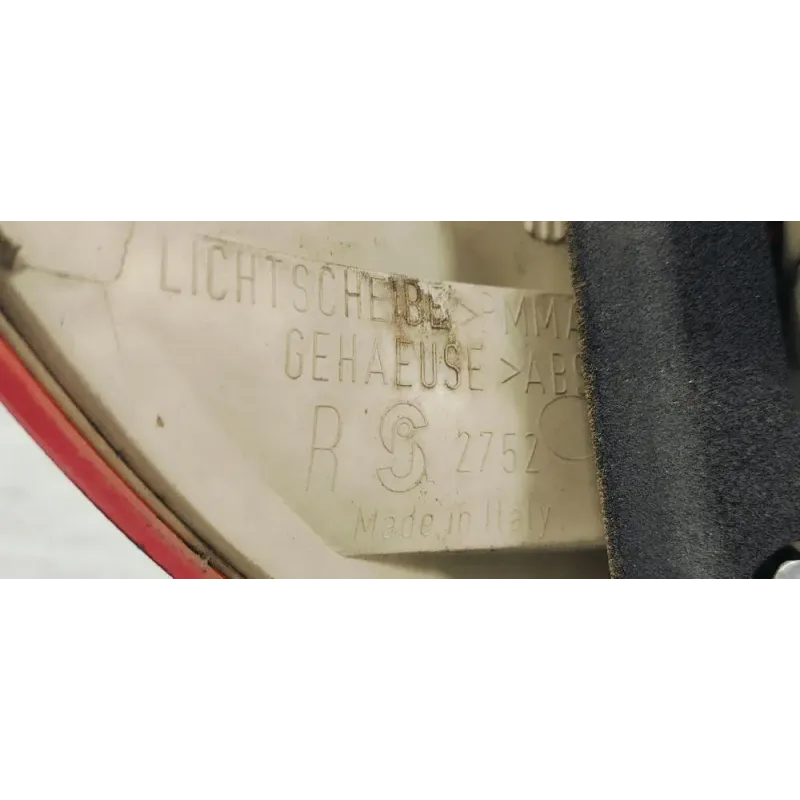 LICHTSCHEIBE >PMMA
GEHAEUSE >ABS
R 2752
Made in Italy